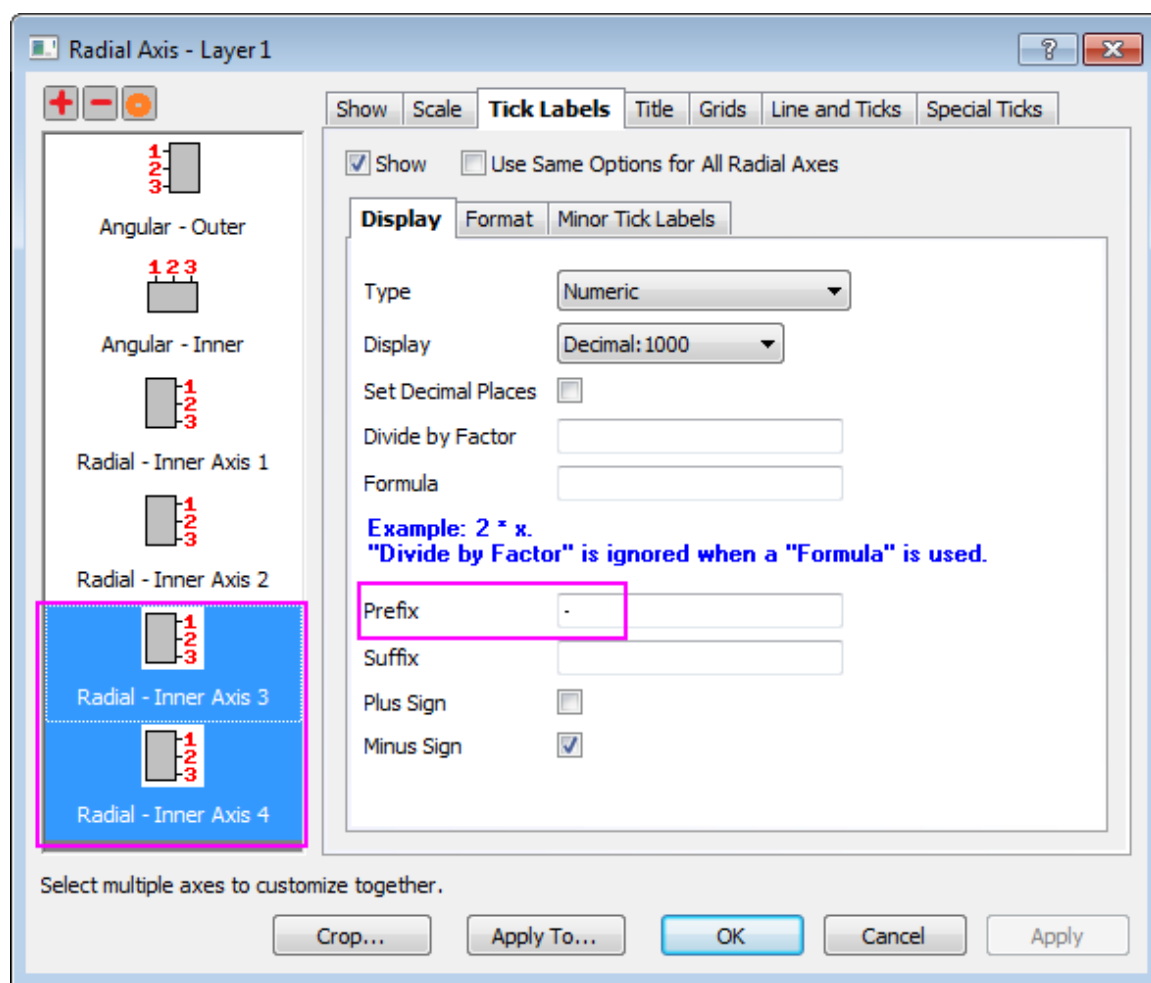 Radial Axis - Layer 1
Show Scale Tick Labels Title Grids Line and Ticks Special Ticks
1
2
3
Angular - Outer
1 2 3
Angular - Inner
1
2
3
Radial - Inner Axis 1
1
2
3
Radial - Inner Axis 2
1
2
3
Radial - Inner Axis 3
1
2
3
Radial - Inner Axis 4
Show Use Same Options for All Radial Axes
Display Format Minor Tick Labels
Type Numeric
Display Decimal:1000
Set Decimal Places
Divide by Factor
Formula
Example: 2 * x.
"Divide by Factor" is ignored when a "Formula" is used.
Prefix -
Suffix
Plus Sign
Minus Sign
Select multiple axes to customize together.
Crop... Apply To... OK Cancel Apply